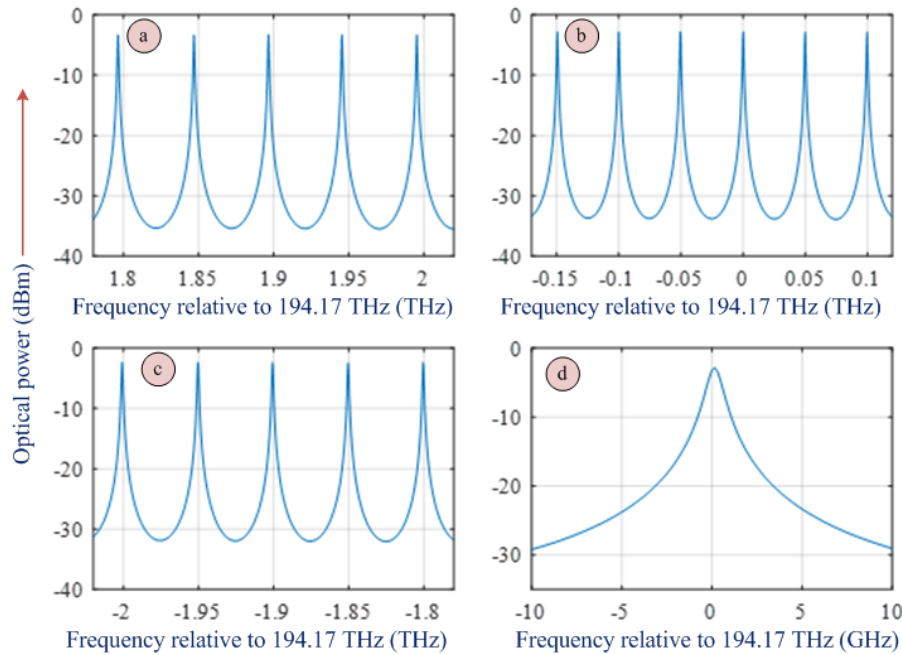 Optical power (dBm)
a
0
-10
-20
-30
-40
1.8 1.85 1.9 1.95 2
Frequency relative to 194.17 THz (THz)
b
0
-10
-20
-30
-40
-0.15 -0.1 -0.05 0 0.05 0.1
Frequency relative to 194.17 THz (THz)
c
0
-10
-20
-30
-40
-2 -1.95 -1.9 -1.85 -1.8
Frequency relative to 194.17 THz (THz)
d
0
-10
-20
-30
-10 -5 0 5 10
Frequency relative to 194.17 THz (GHz)